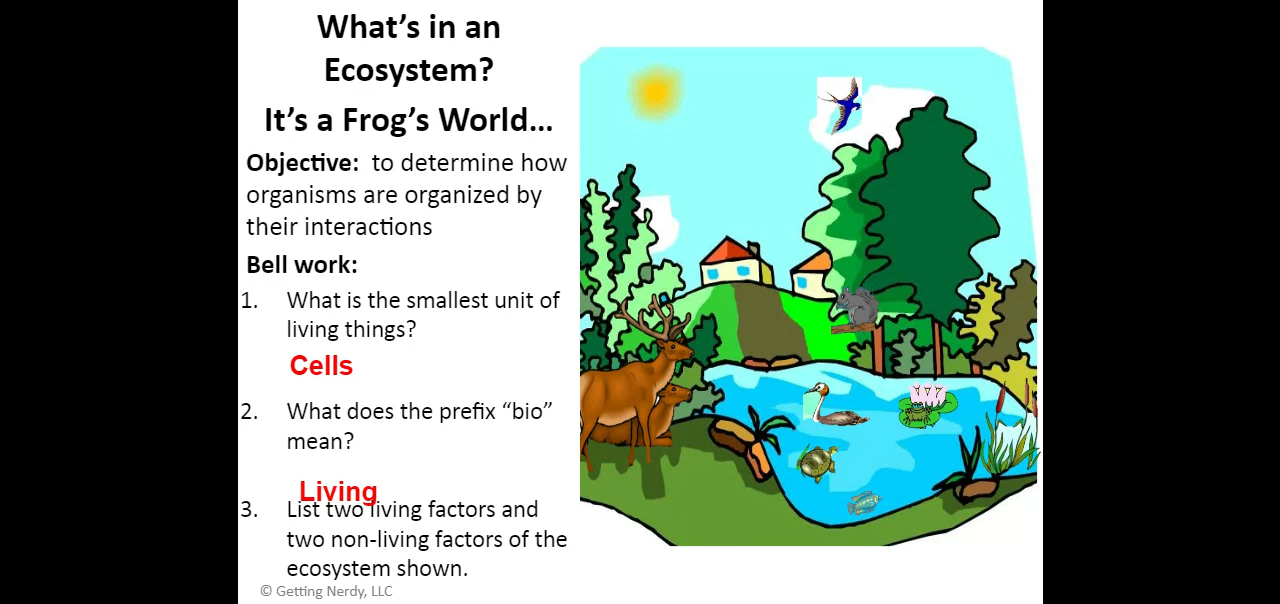 What’s in an
Ecosystem?
It’s a Frog’s World…
Objective:  to determine how
organisms are organized by
their interactions
Bell work:
1. What is the smallest unit of
living things?
Cells
2. What does the prefix “bio”
mean?
Living
3. List two living factors and
two non-living factors of the
ecosystem shown.
© Getting Nerdy, LLC